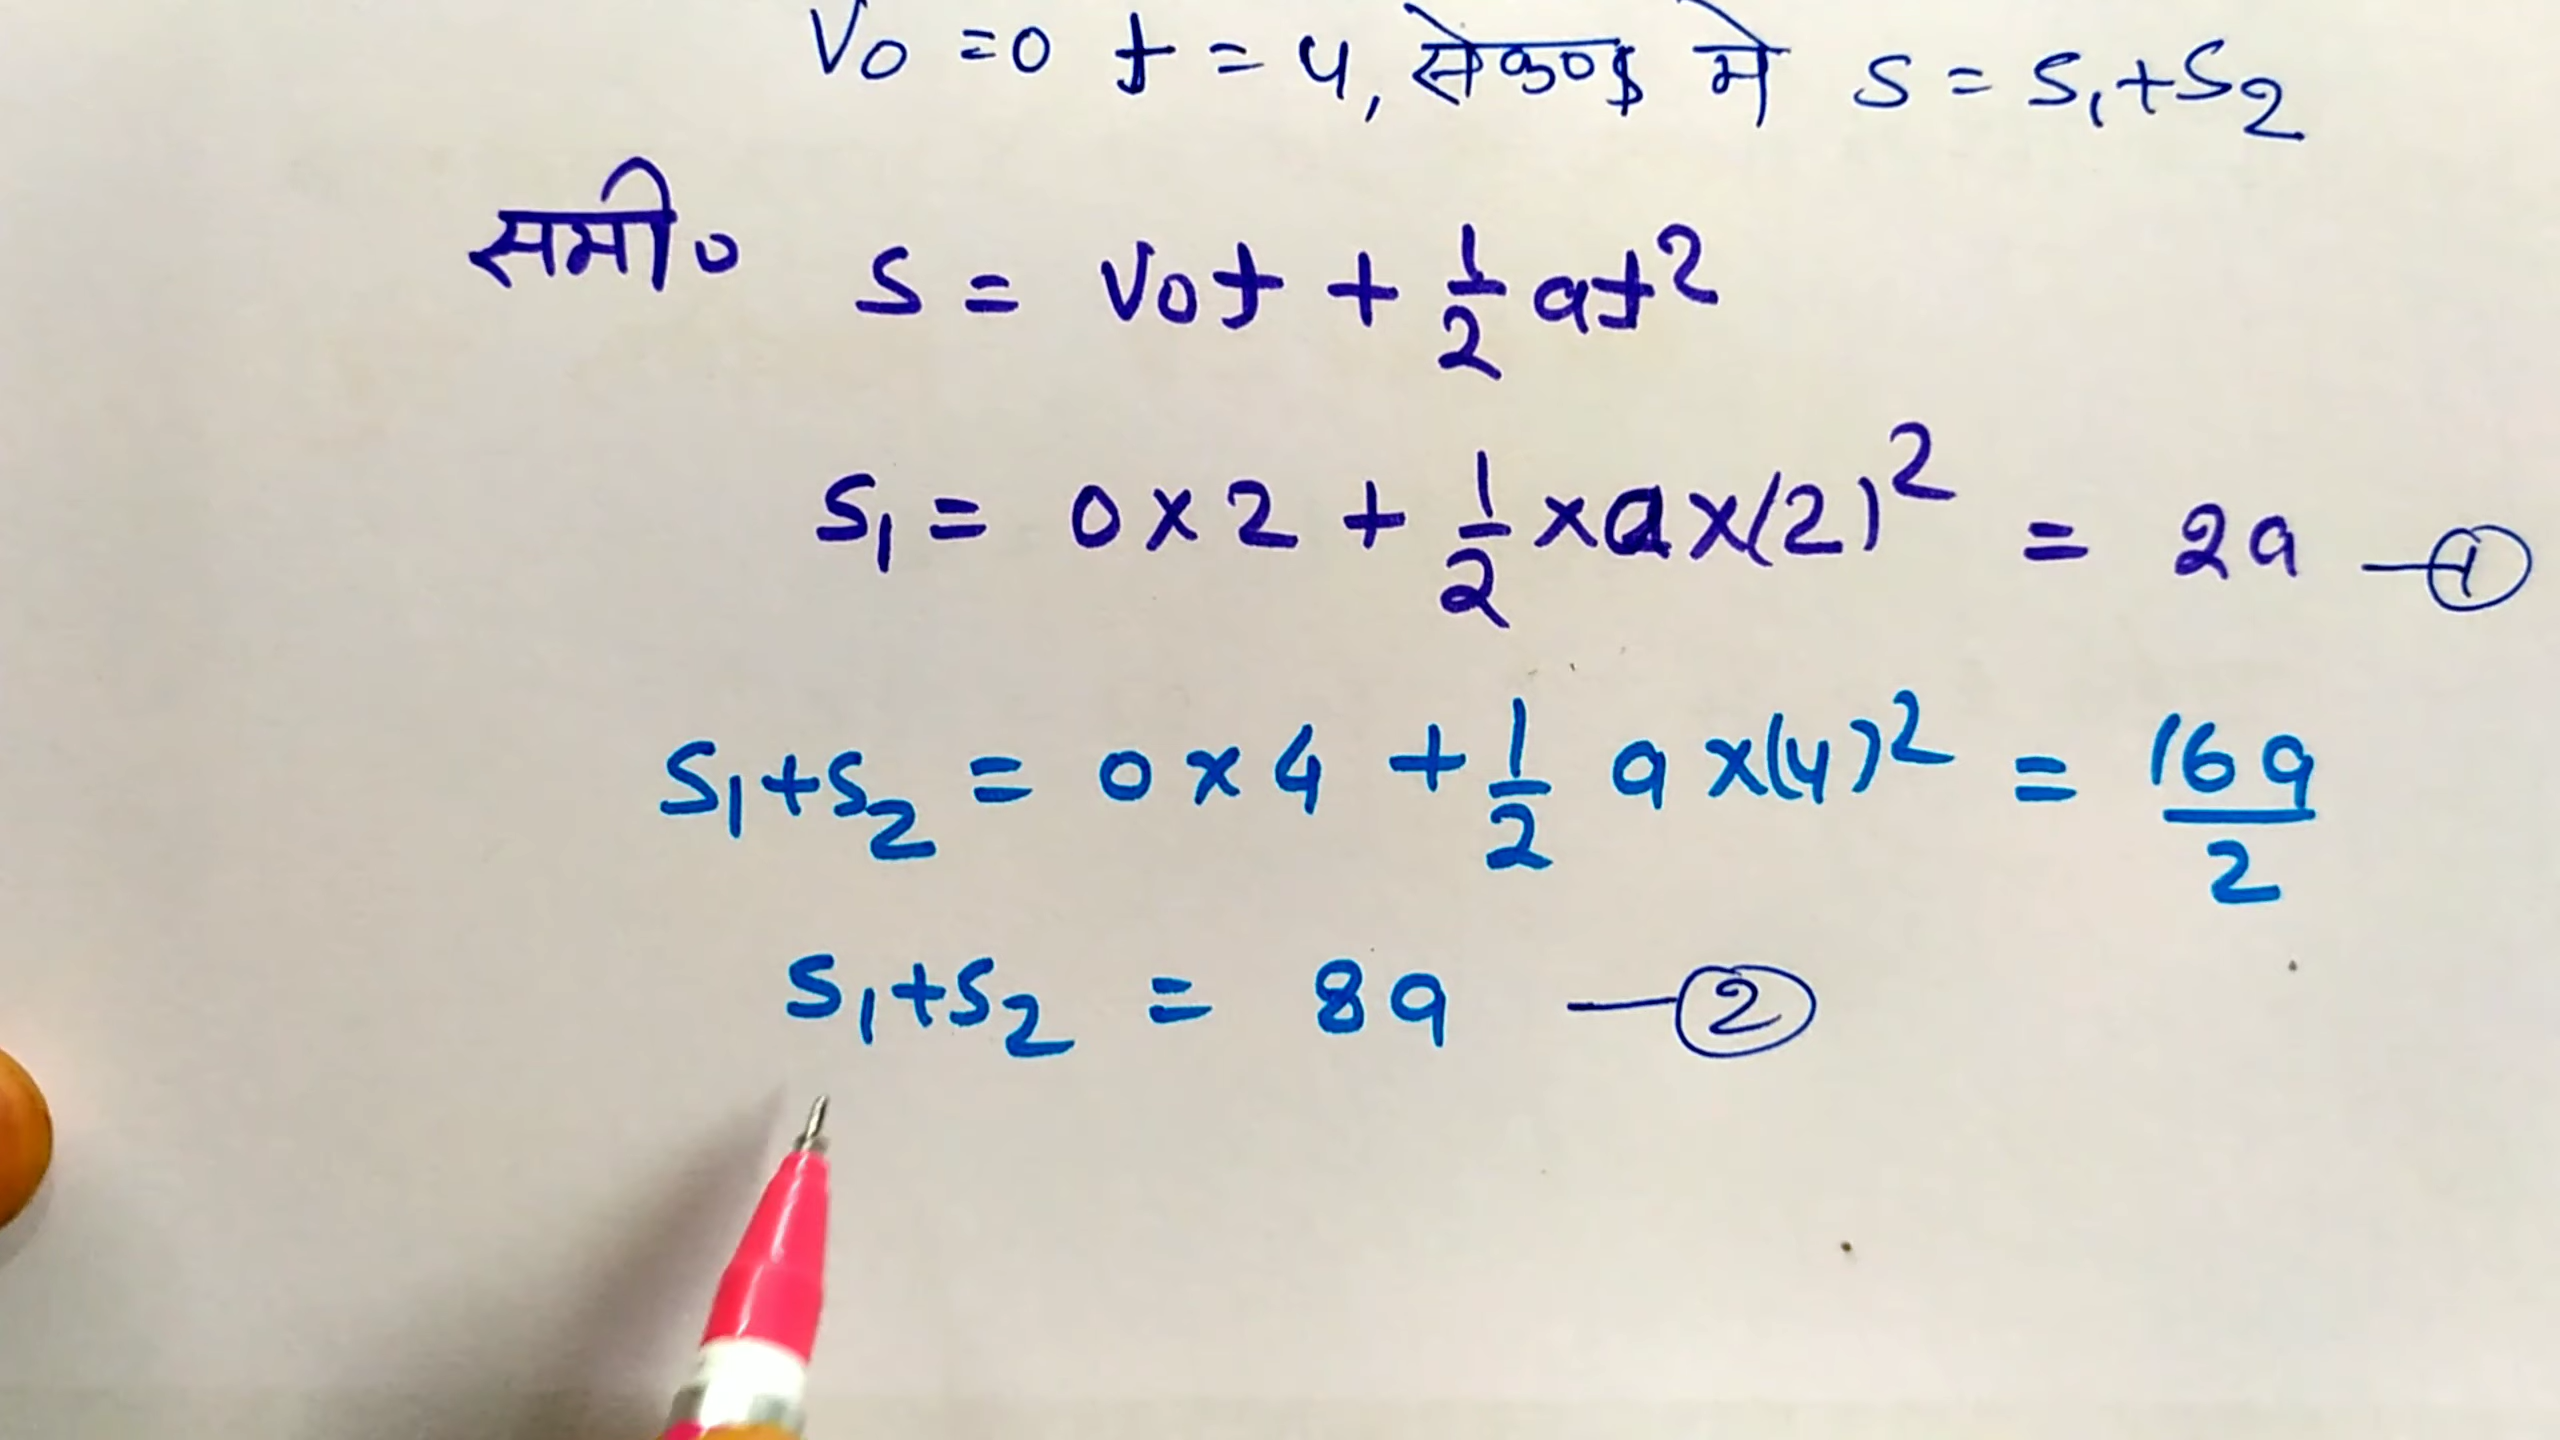 V₀ = 0 t = 4, सेकण्ड में S = S₁+S₂
समी० S = V₀t + 1/2 at²
S₁ = 0 × 2 + 1/2 × a × (2)² = 2a —①
S₁+S₂ = 0 × 4 + 1/2 a × (4)² = 16a/2
S₁+S₂ = 8a —②